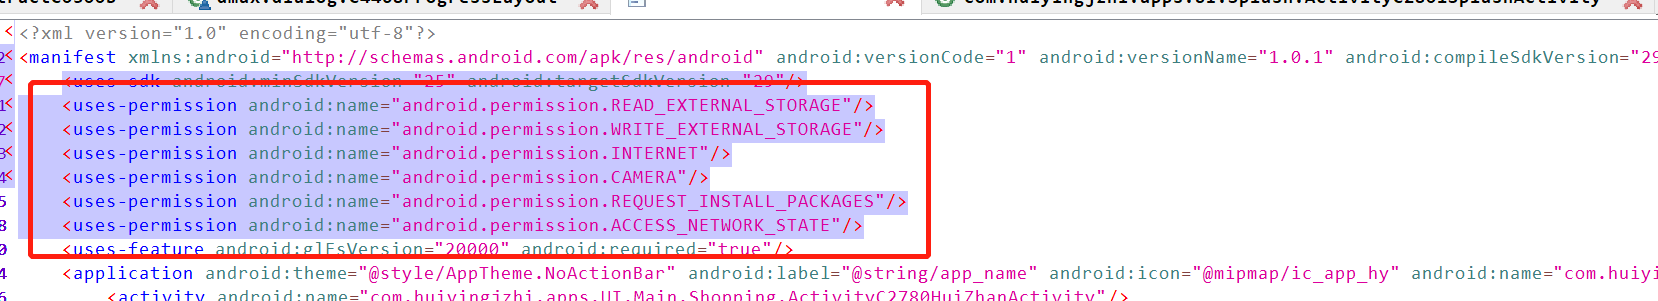 <?xml version="1.0" encoding="utf-8"?>
<manifest xmlns:android="http://schemas.android.com/apk/res/android" android:versionCode="1" android:versionName="1.0.1" android:compileSdkVersion="29
<uses-sdk android:minSdkVersion="25" android:targetSdkVersion="29"/>
<uses-permission android:name="android.permission.READ_EXTERNAL_STORAGE"/>
<uses-permission android:name="android.permission.WRITE_EXTERNAL_STORAGE"/>
<uses-permission android:name="android.permission.INTERNET"/>
<uses-permission android:name="android.permission.CAMERA"/>
<uses-permission android:name="android.permission.REQUEST_INSTALL_PACKAGES"/>
<uses-permission android:name="android.permission.ACCESS_NETWORK_STATE"/>
<uses-feature android:glEsVersion="20000" android:required="true"/>
<application android:theme="@style/AppTheme.NoActionBar" android:label="@string/app_name" android:icon="@mipmap/ic_app_hy" android:name="com.huiyi
<activity android:name="com.huiyingjzhi.apps.UI.Main.Shopping.ActivityC2780HuiZhanActivity"/>